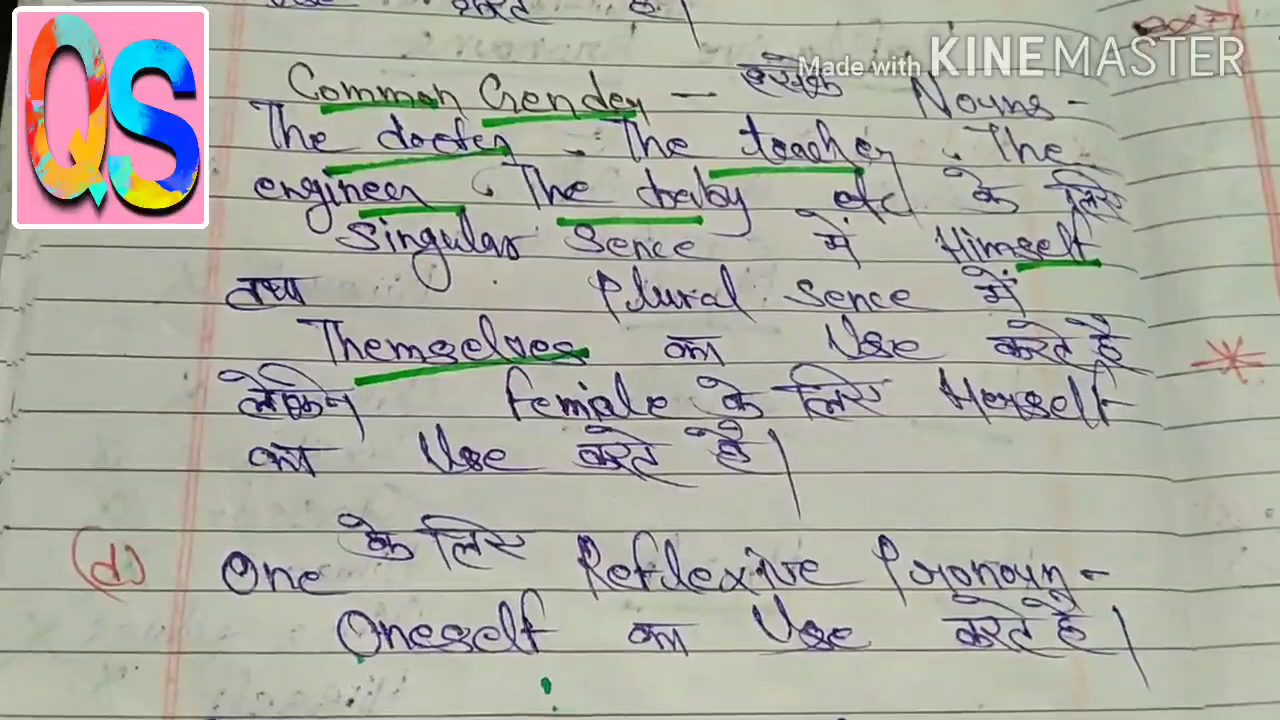 QS
Made with KINEMASTER
Common Gender - Nouns -
The doctor. The teacher. The
engineer. The baby etc के लिए
Singular Sence में Himself
तथा Plural sence में
Themselves का Use करते है
लेकिन female के लिए Herself
का Use करते है।
(d) One के लिए Reflexive Pronoun -
Oneself का Use करते है।